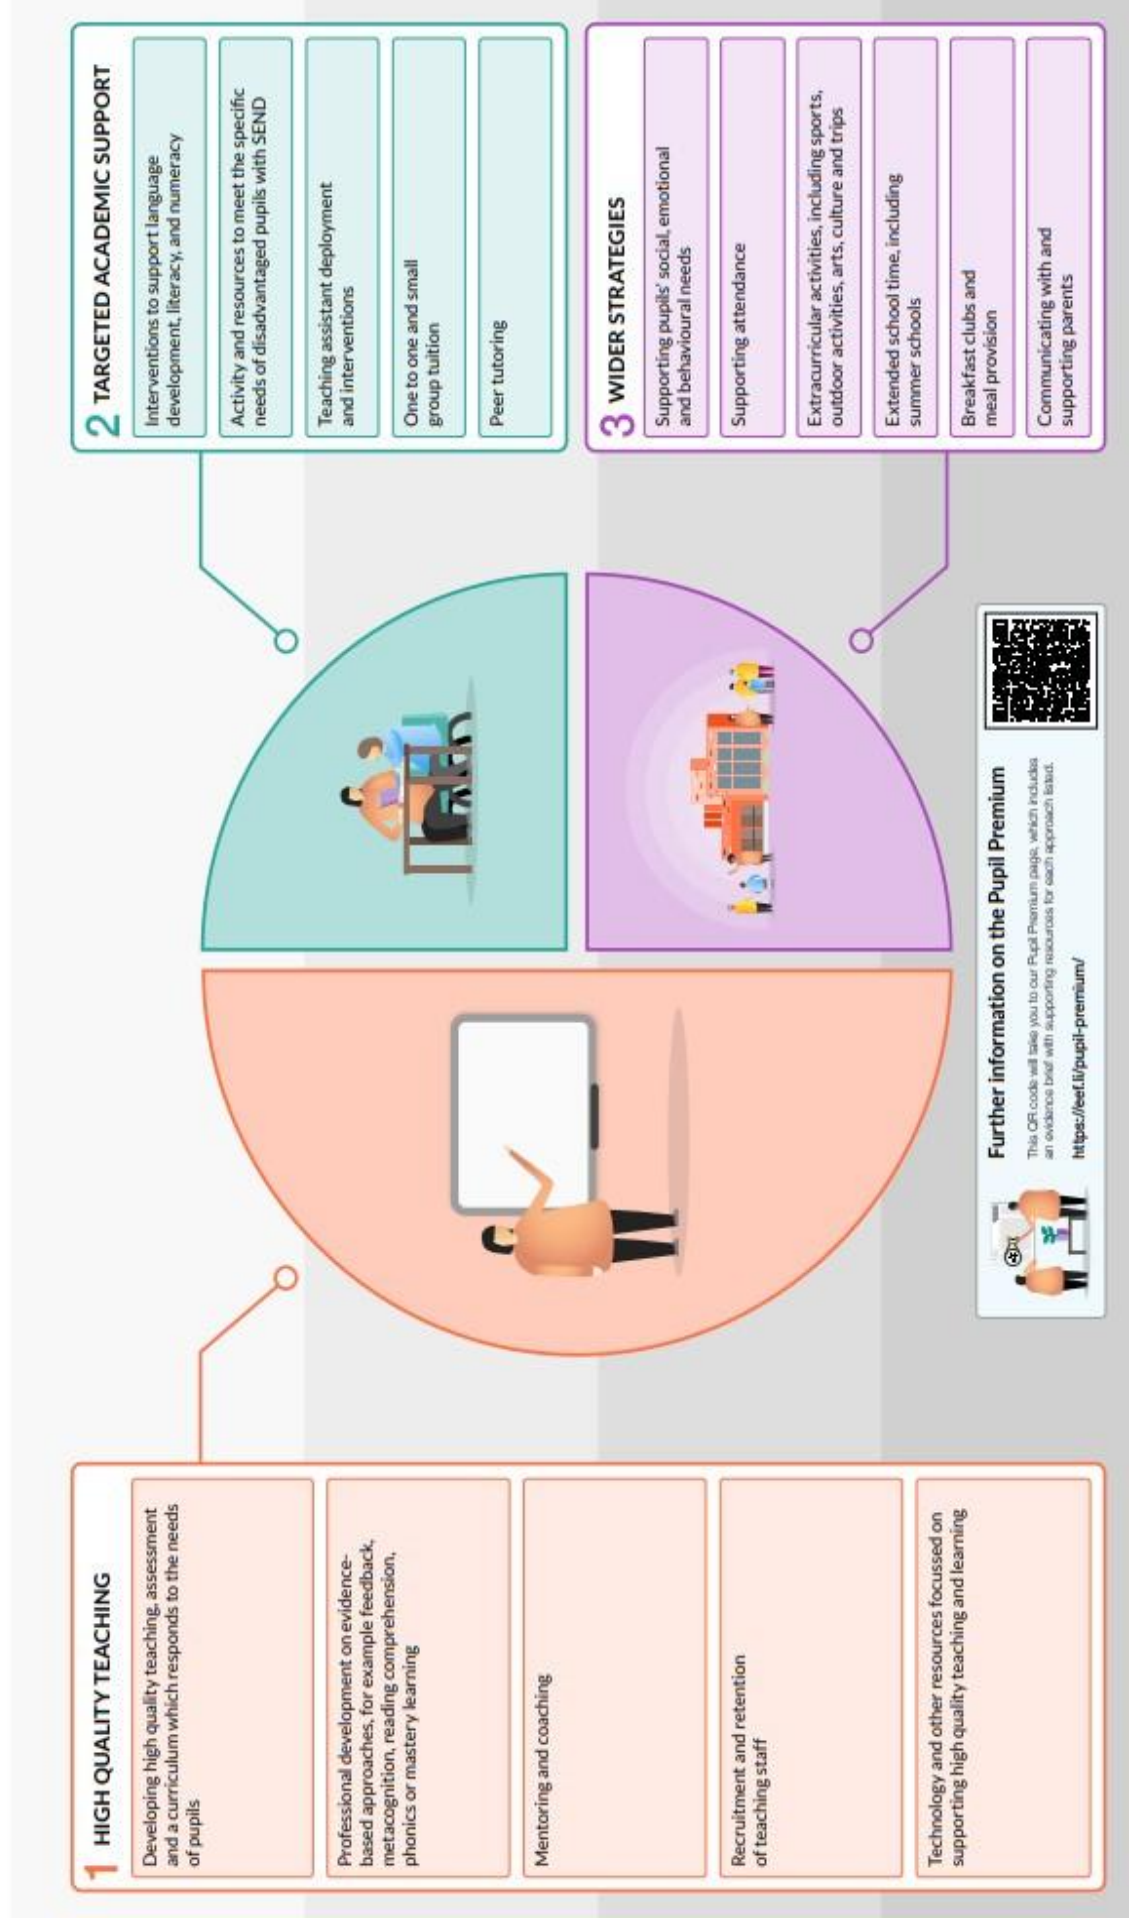 1 HIGH QUALITY TEACHING
Developing high quality teaching, assessment
and a curriculum which responds to the needs
of pupils
Professional development on evidence-
based approaches, for example feedback,
metacognition, reading comprehension,
phonics or mastery learning
Mentoring and coaching
Recruitment and retention
of teaching staff
Technology and other resources focussed on
supporting high quality teaching and learning
2 TARGETED ACADEMIC SUPPORT
Interventions to support language
development, literacy, and numeracy
Activity and resources to meet the specific
needs of disadvantaged pupils with SEND
Teaching assistant deployment
and interventions
One to one and small
group tuition
Peer tutoring
3 WIDER STRATEGIES
Supporting pupils' social, emotional
and behavioural needs
Supporting attendance
Extracurricular activities, including sports,
outdoor activities, arts, culture and trips
Extended school time, including
summer schools
Breakfast clubs and
meal provision
Communicating with and
supporting parents
Further information on the Pupil Premium
This QR code will take you to our Pupil Premium page, which includes
an evidence brief with supporting resources for each approach listed.
https://eef.li/pupil-premium/